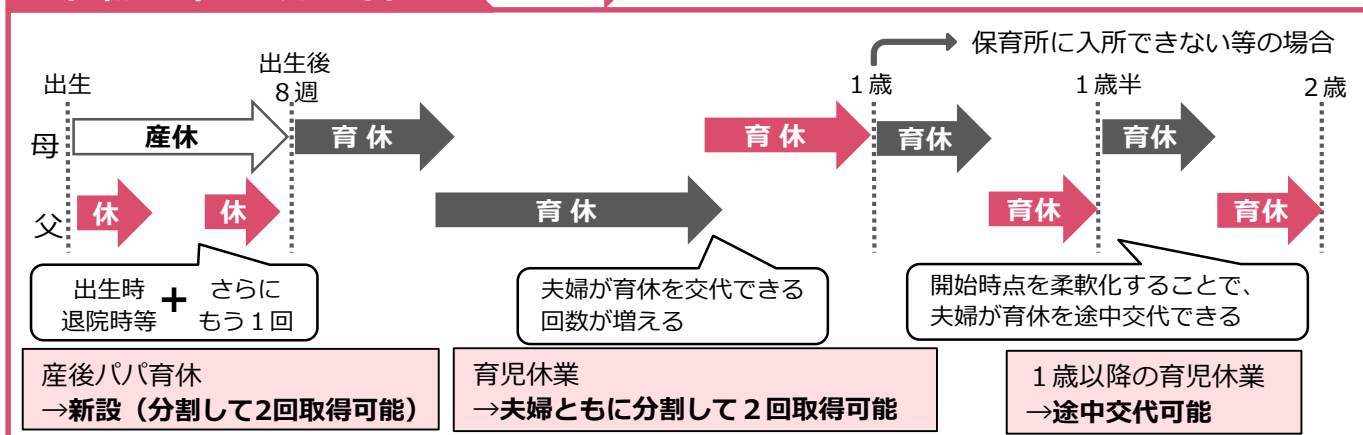 保育所に入所できない等の場合
出生
出生後
８週
１歳
１歳半
２歳
母
産休
育 休
育 休
育休
育休
父
休
休
育 休
育休
育休
出生時
退院時等
＋
さらに
もう１回
夫婦が育休を交代できる
回数が増える
開始時点を柔軟化することで、
夫婦が育休を途中交代できる
産後パパ育休
→新設（分割して2回取得可能）
育児休業
→夫婦ともに分割して２回取得可能
１歳以降の育児休業
→途中交代可能